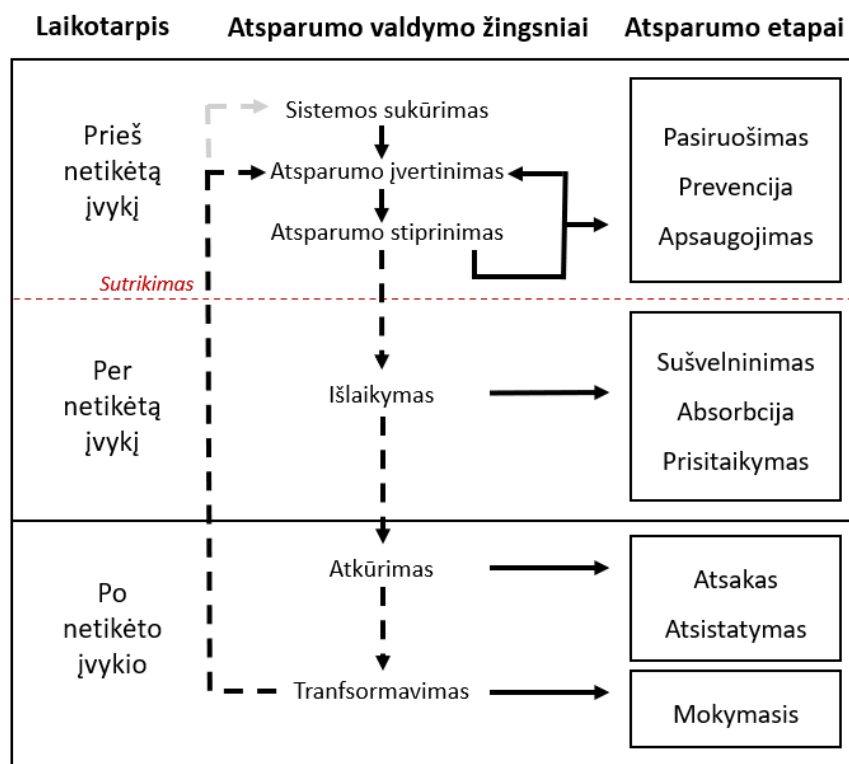 Laikotarpis
Atsparumo valdymo žingsniai
Atsparumo etapai
Prieš
netikėtą
įvykį
Sistemos sukūrimas
Atsparumo įvertinimas
Atsparumo stiprinimas
Pasiruošimas
Prevencija
Apsaugojimas
Sutrikimas
Per
netikėtą
įvykį
Išlaikymas
Sušvelninimas
Absorbcija
Prisitaikymas
Po
netikėto
įvykio
Atkūrimas
Tranfsormavimas
Atsakas
Atsistatymas
Mokymasis